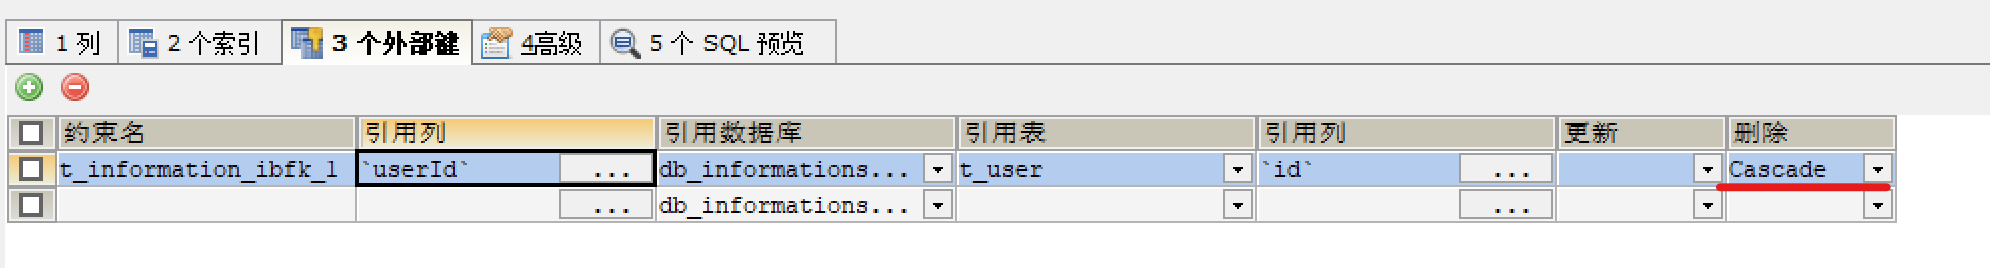 1 列 2 个索引 3 个外部键 4高级 5 个 SQL 预览
约束名 引用列 引用数据库 引用表 引用列 更新 删除
t_information_ibfk_1 `userId` ... db_informations... t_user `id` ... Cascade
... db_informations... ...